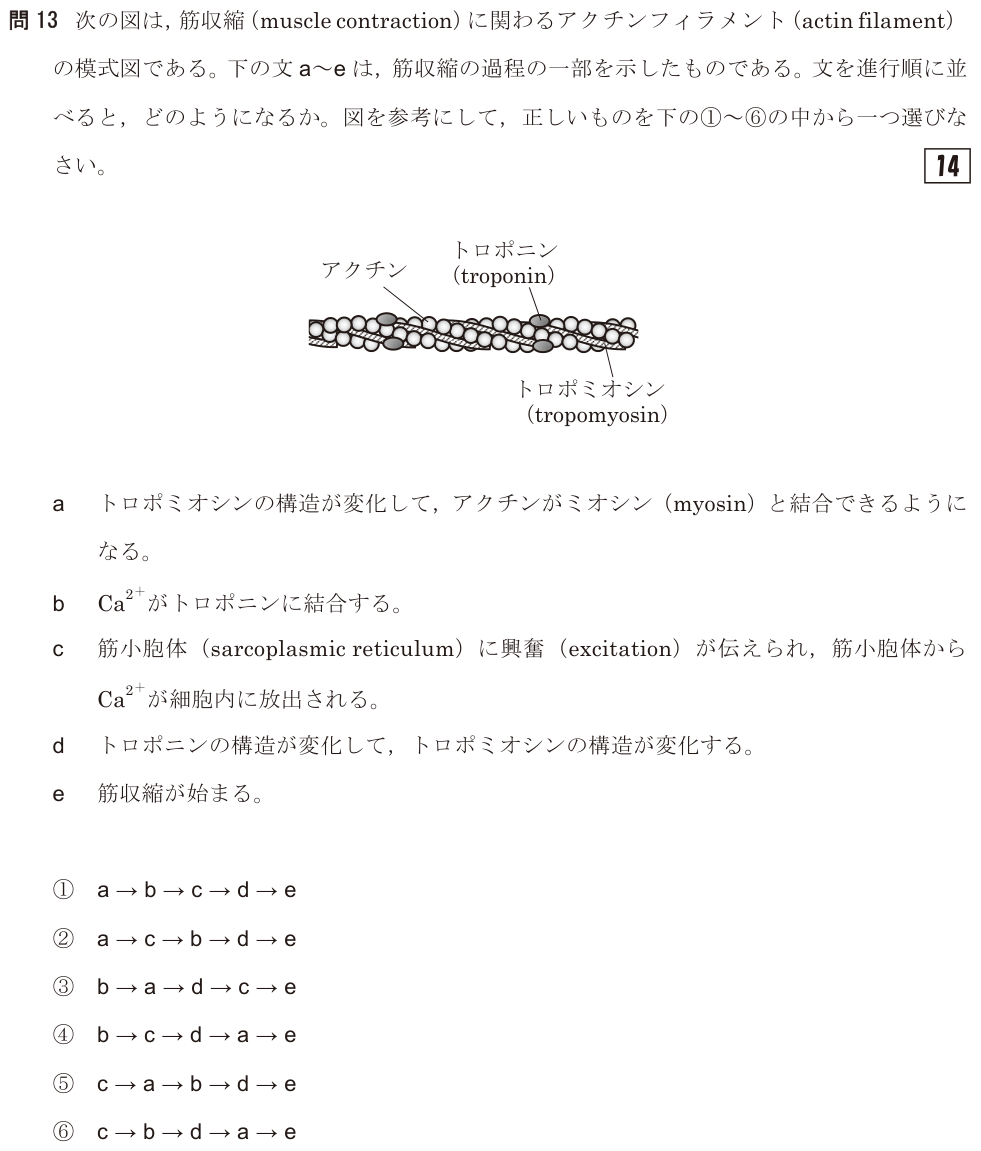 問 13 次の図は，筋収縮（muscle contraction）に関わるアクチンフィラメント（actin filament）
の模式図である。下の文 a～e は，筋収縮の過程の一部を示したものである。文を進行順に並
べると，どのようになるか。図を参考にして，正しいものを下の①～⑥の中から一つ選びな
さい。
14
トロポニン
(troponin)
アクチン
トロポミオシン
(tropomyosin)
a トロポミオシンの構造が変化して，アクチンがミオシン（myosin）と結合できるように
なる。
b Ca²⁺がトロポニンに結合する。
c 筋小胞体（sarcoplasmic reticulum）に興奮（excitation）が伝えられ，筋小胞体から
Ca²⁺が細胞内に放出される。
d トロポニンの構造が変化して，トロポミオシンの構造が変化する。
e 筋収縮が始まる。
① a → b → c → d → e
② a → c → b → d → e
③ b → a → d → c → e
④ b → c → d → a → e
⑤ c → a → b → d → e
⑥ c → b → d → a → e